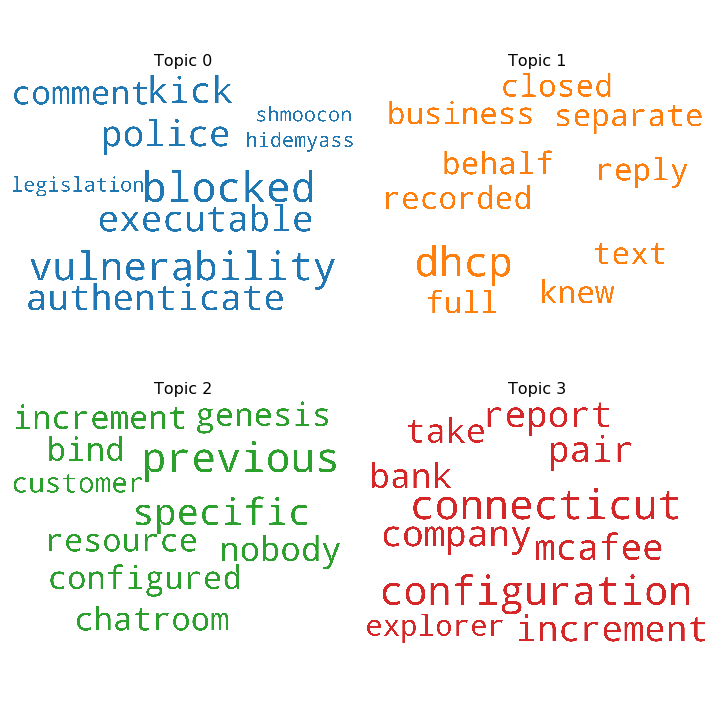 Topic 0
comment kick
shmoocon
police
hidemyass
legislation blocked
executable
vulnerability
authenticate
Topic 1
closed
business separate
behalf reply
recorded
dhcp text
full knew
Topic 2
increment genesis
bind previous
customer
specific
resource nobody
configured
chatroom
Topic 3
take report
pair
bank
connecticut
company mcafee
configuration
explorer increment